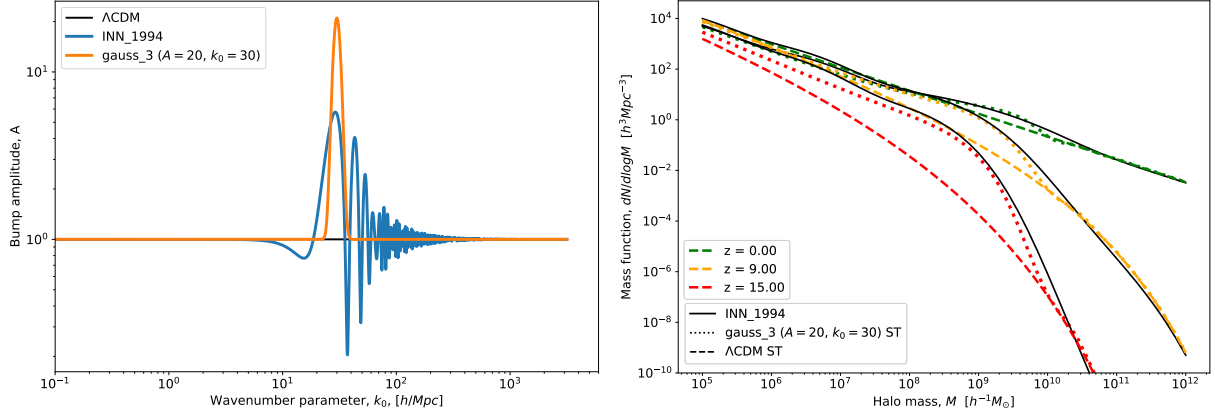 ΛCDM
INN_1994
gauss_3 (A = 20, k₀ = 30)
Bump amplitude, A
10¹
10⁰
10⁻¹
10⁰
10¹
10²
10³
Wavenumber parameter, k₀, [h/Mpc]
Mass function, dN/dlogM [h³Mpc⁻³]
10⁴
10²
10⁰
10⁻²
10⁻⁴
10⁻⁶
10⁻⁸
10⁻¹⁰
z = 0.00
z = 9.00
z = 15.00
INN_1994
gauss_3 (A = 20, k₀ = 30) ST
ΛCDM ST
10⁵
10⁶
10⁷
10⁸
10⁹
10¹⁰
10¹¹
10¹²
Halo mass, M [h⁻¹M⊙]